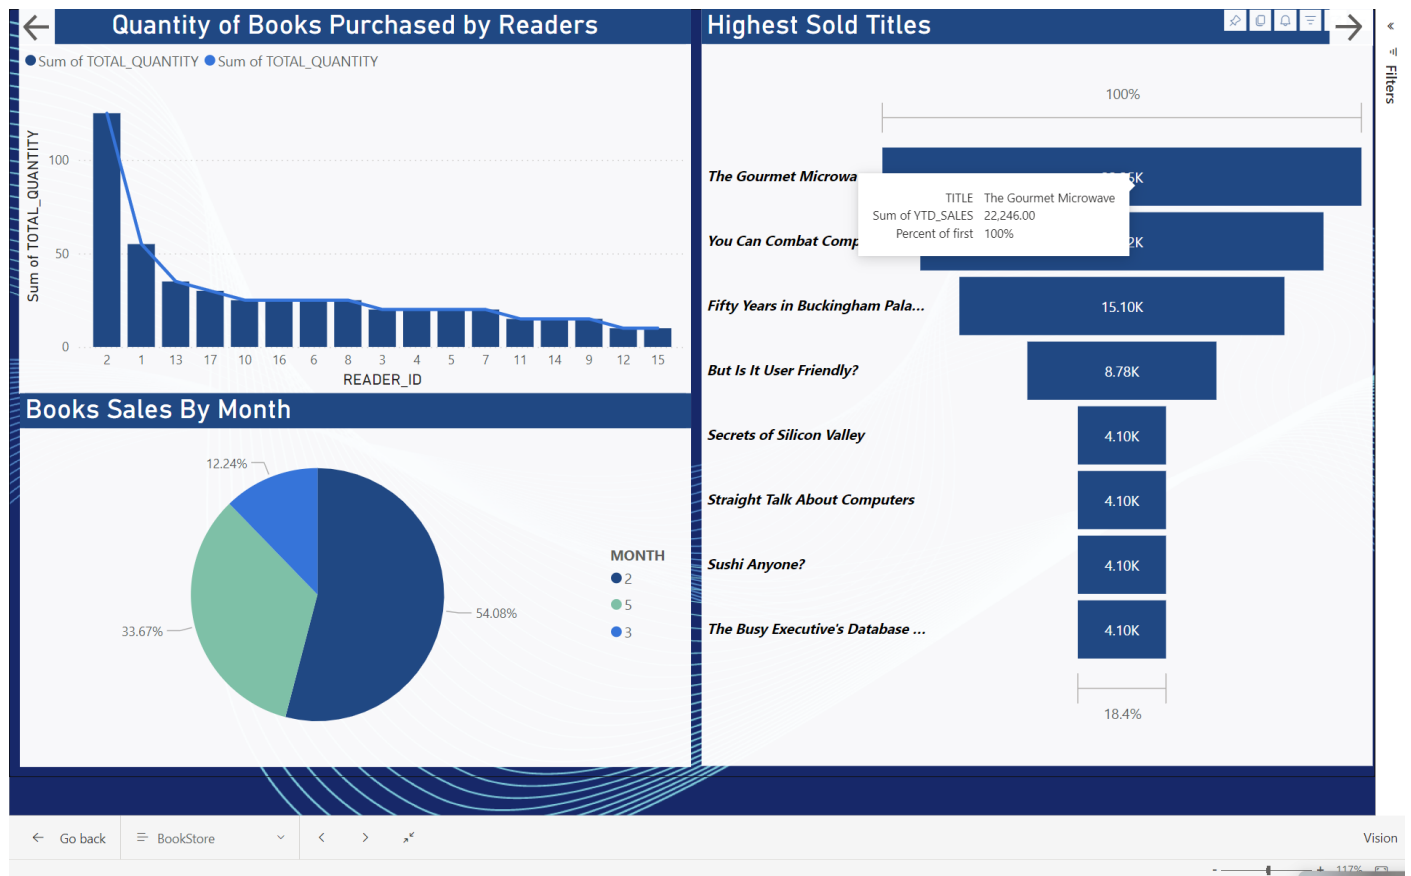 Quantity of Books Purchased by Readers
Sum of TOTAL_QUANTITY Sum of TOTAL_QUANTITY
Sum of TOTAL_QUANTITY
100
50
0
2 1 13 17 10 16 6 8 3 4 5 7 11 14 9 12 15
READER_ID
Books Sales By Month
12.24%
33.67%
54.08%
MONTH
2
5
3
Highest Sold Titles
100%
The Gourmet Microwa
5K
TITLE The Gourmet Microwave
Sum of YTD_SALES 22,246.00
Percent of first 100%
You Can Combat Comp
2K
Fifty Years in Buckingham Pala...
15.10K
But Is It User Friendly?
8.78K
Secrets of Silicon Valley
4.10K
Straight Talk About Computers
4.10K
Sushi Anyone?
4.10K
The Busy Executive's Database ...
4.10K
18.4%
Filters
Go back
BookStore
Vision
- + 117%